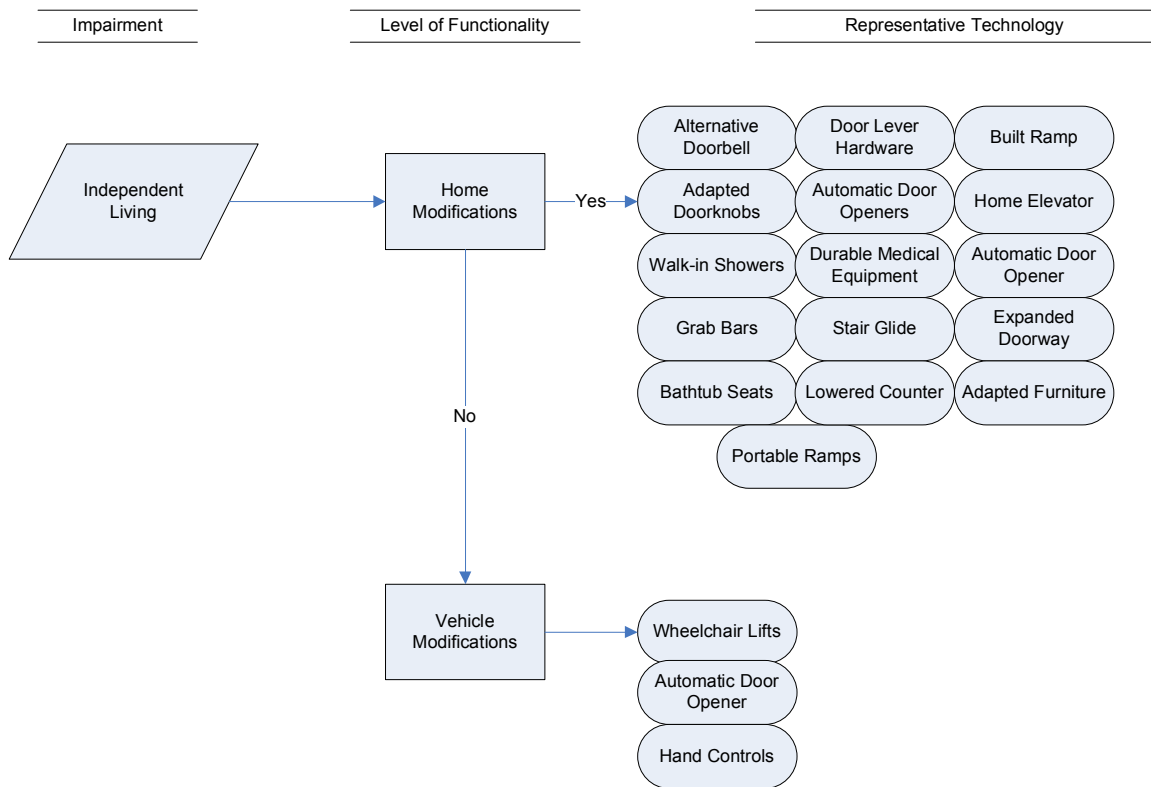 Impairment
Level of Functionality
Representative Technology
Independent
Living
Home
Modifications
Yes
Alternative
Doorbell
Door Lever
Hardware
Built Ramp
Adapted
Doorknobs
Automatic Door
Openers
Home Elevator
Walk-in Showers
Durable Medical
Equipment
Automatic Door
Opener
Grab Bars
Stair Glide
Expanded
Doorway
Bathtub Seats
Lowered Counter
Adapted Furniture
Portable Ramps
No
Vehicle
Modifications
Wheelchair Lifts
Automatic Door
Opener
Hand Controls